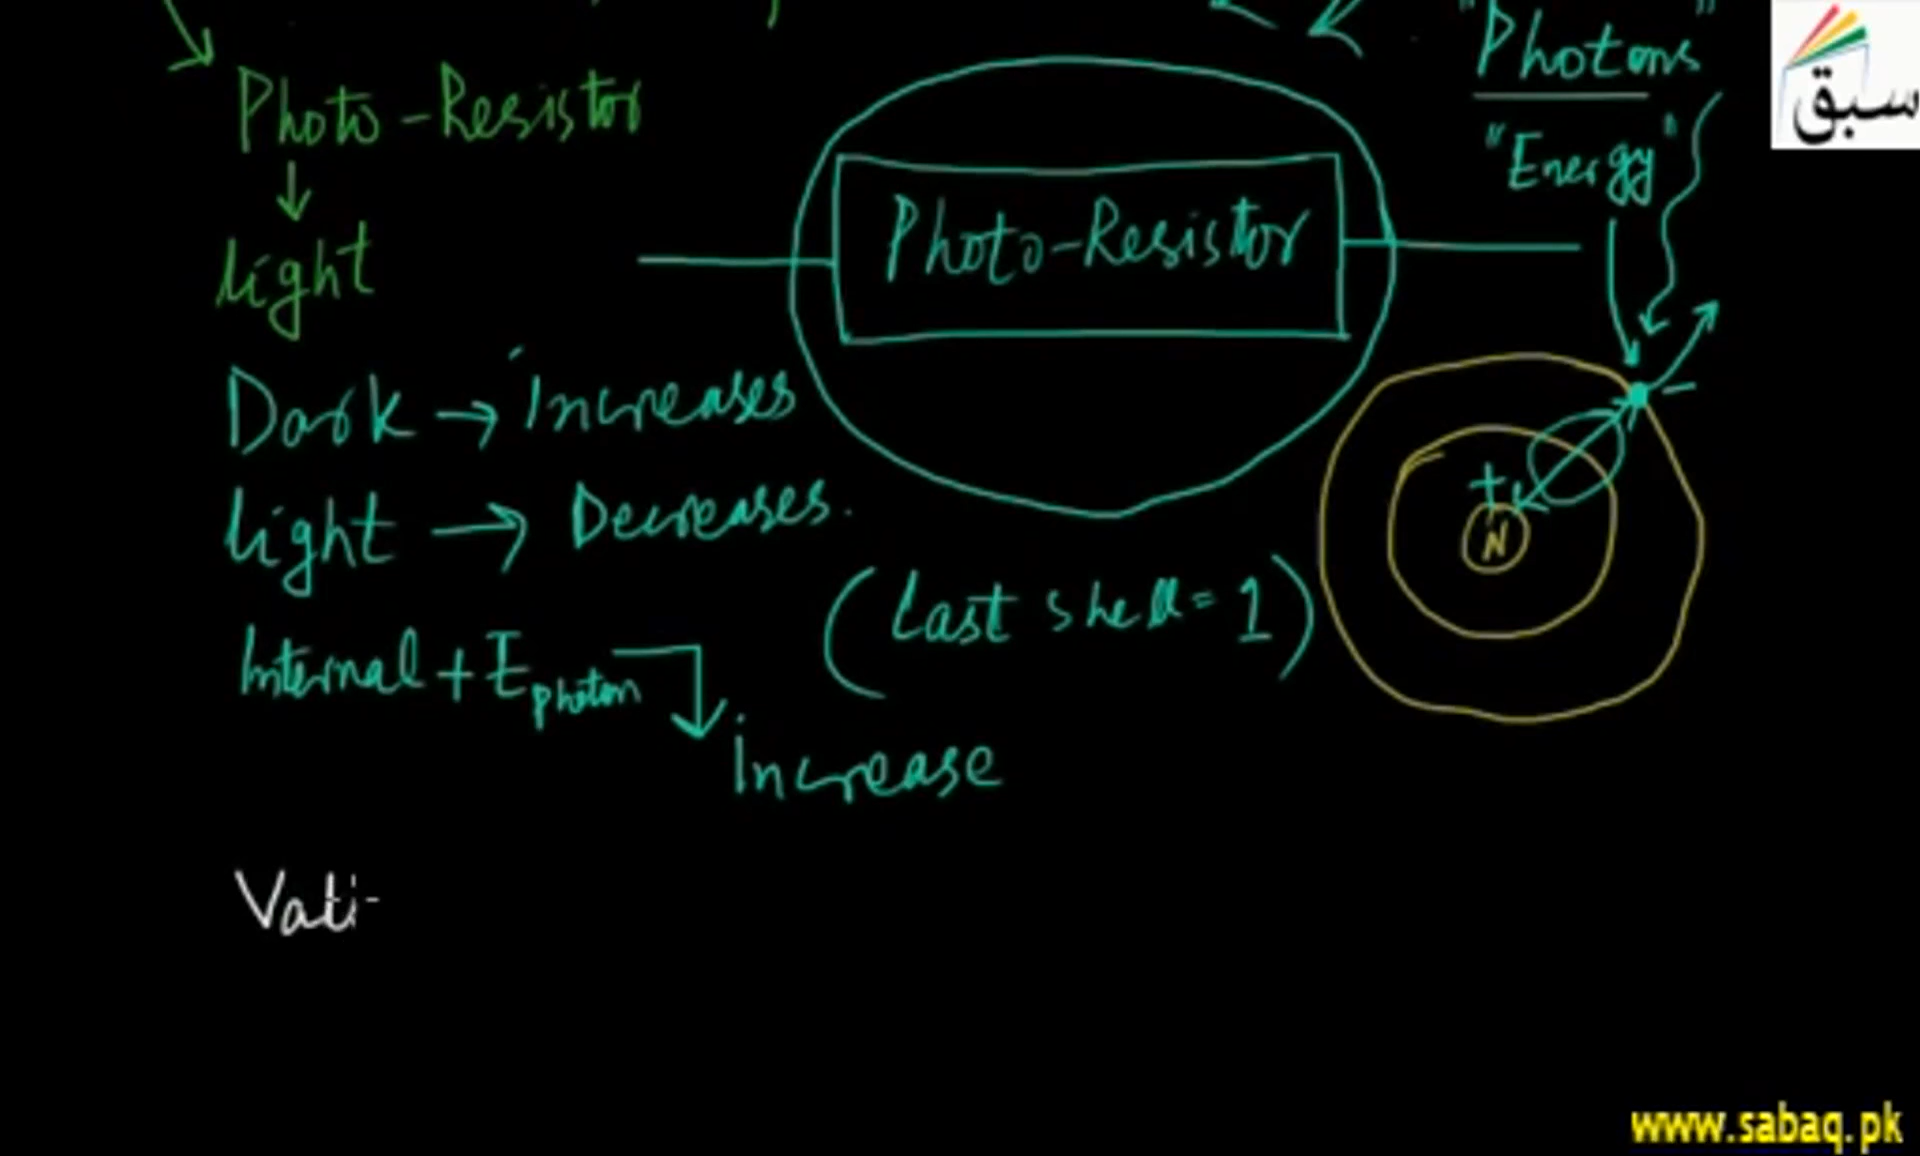 "Photons"
سبق
Photo-Resistor
"Energy"
Photo-Resistor
light
Dark → Increases
+
-
N
light → Decreases.
(Last shell = 1)
Internal + Ephoton
increase
Vati-
www.sabaq.pk